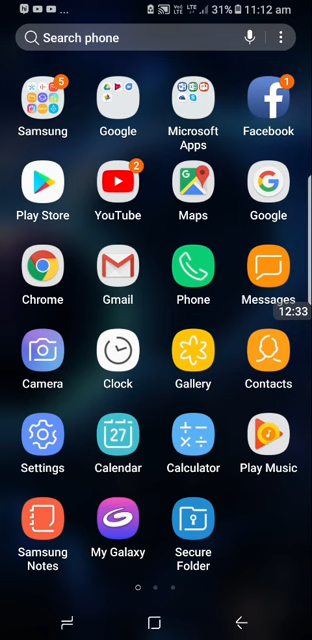 31% 11:12 am
Search phone
5
1
Samsung Google Microsoft Apps Facebook
2
Play Store YouTube Maps Google
Chrome Gmail Phone Messages
12:33
Camera Clock Gallery Contacts
27
Settings Calendar Calculator Play Music
Samsung Notes My Galaxy Secure Folder